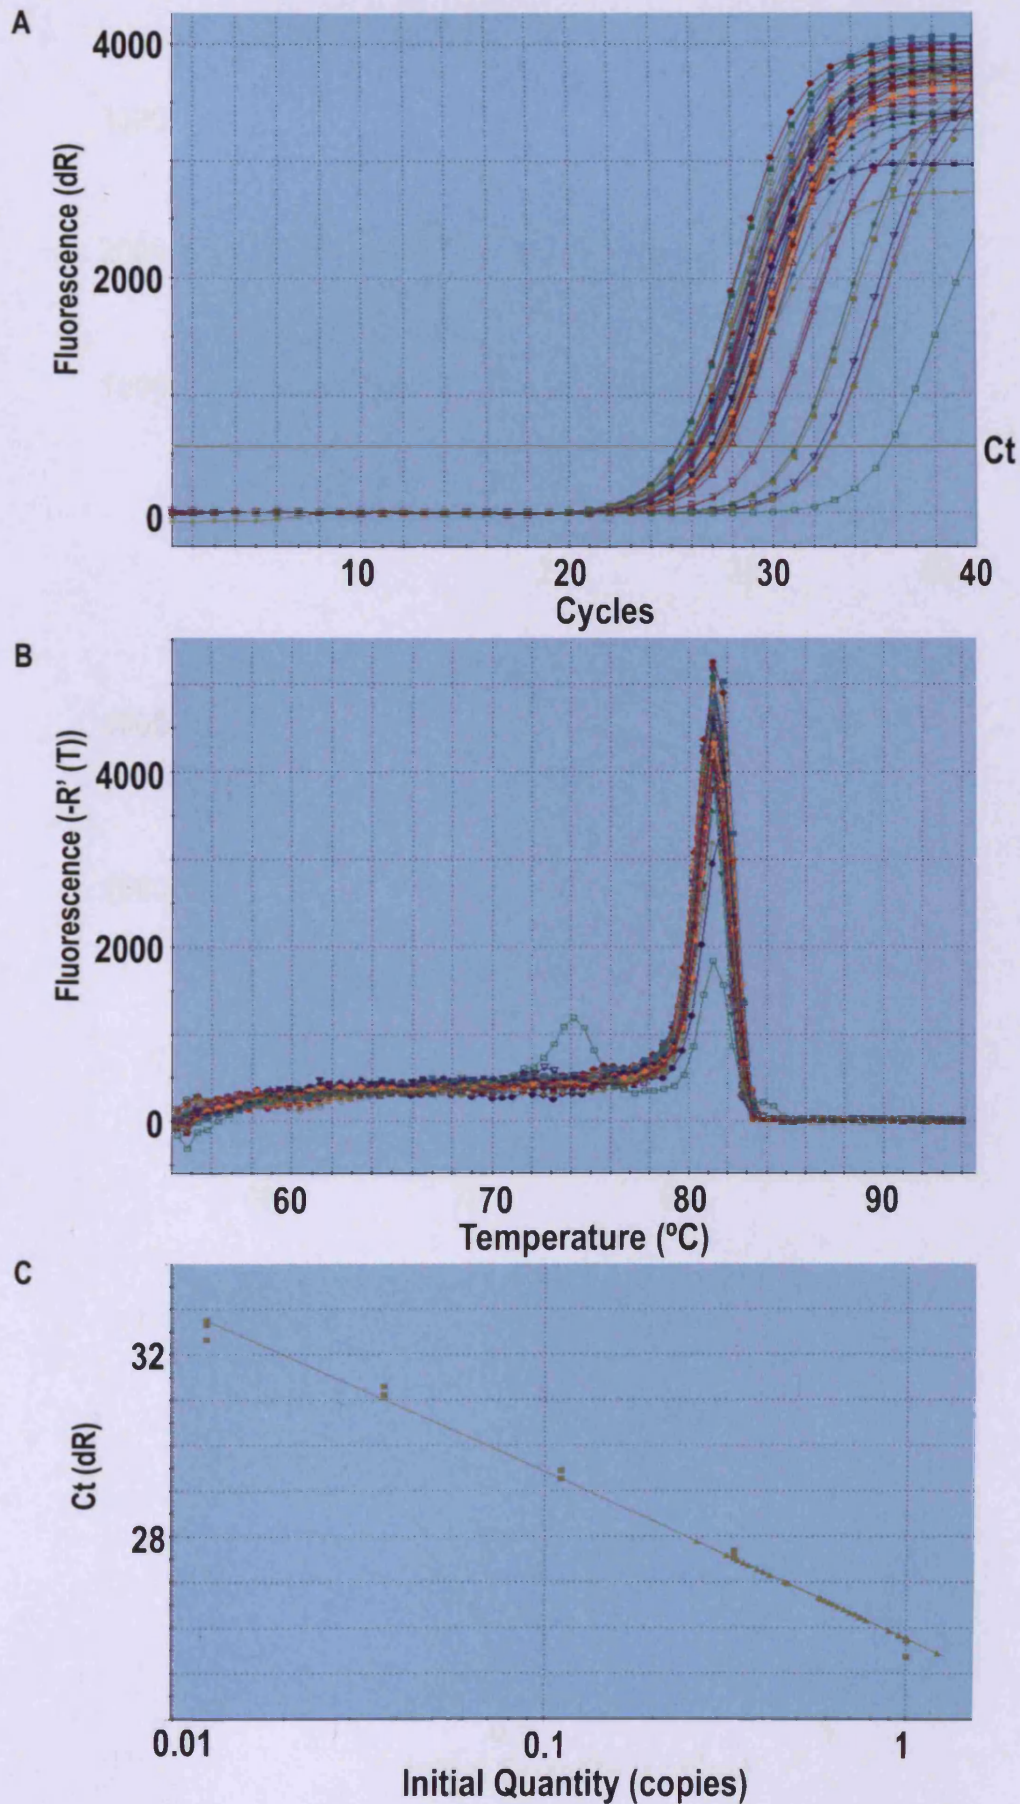 A
4000
2000
0
Fluorescence (dR)
Ct
10 20 30 40
Cycles
B
4000
2000
0
Fluorescence (-R' (T))
60 70 80 90
Temperature (ºC)
C
32
28
Ct (dR)
0.01 0.1 1
Initial Quantity (copies)